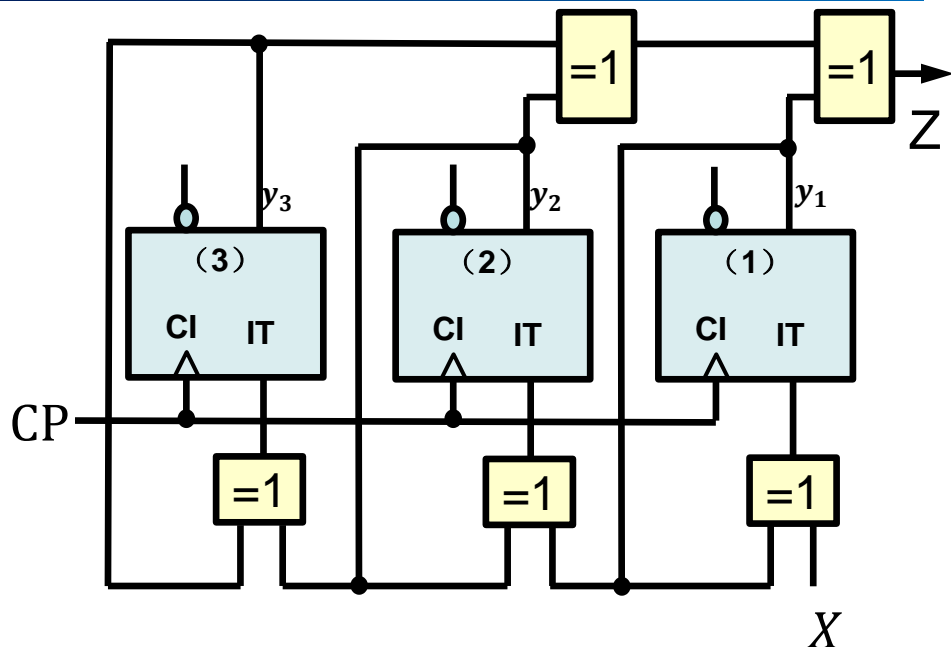 =1
=1
Z
y₃
y₂
y₁
（3）
（2）
（1）
CI IT
CI IT
CI IT
CP
=1
=1
=1
X